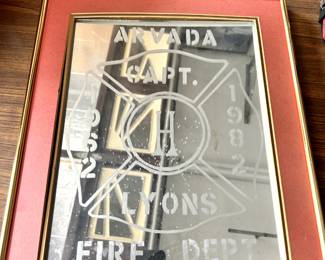 ARVADA
CAPT.
1982
LYONS
FIRE DEPT